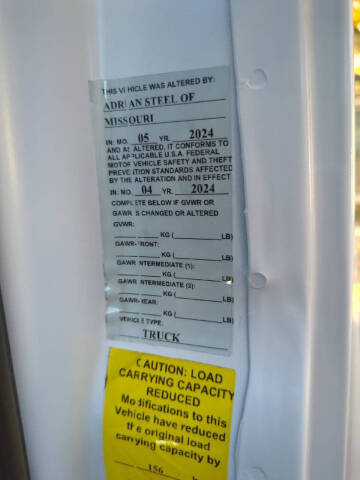 THIS VEHICLE WAS ALTERED BY:
ADRIAN STEEL OF
MISSOURI
IN: MO. 05 YR. 2024
AND AS ALTERED, IT CONFORMS TO
ALL APPLICABLE U.S.A. FEDERAL
MOTOR VEHICLE SAFETY AND THEFT
PREVENTION STANDARDS AFFECTED
BY THE ALTERATION AND IN EFFECT
IN: MO. 04 YR. 2024
COMPLETE BELOW IF GVWR OR
GAWR IS CHANGED OR ALTERED
GVWR:
KG ( LB)
GAWR-FRONT:
KG ( LB)
GAWR INTERMEDIATE (1):
KG ( LB)
GAWR INTERMEDIATE (2):
KG ( LB)
GAWR-REAR:
KG ( LB)
VEHICLE TYPE:
TRUCK
CAUTION: LOAD
CARRYING CAPACITY
REDUCED
Modifications to this
Vehicle have reduced
the original load
carrying capacity by
156